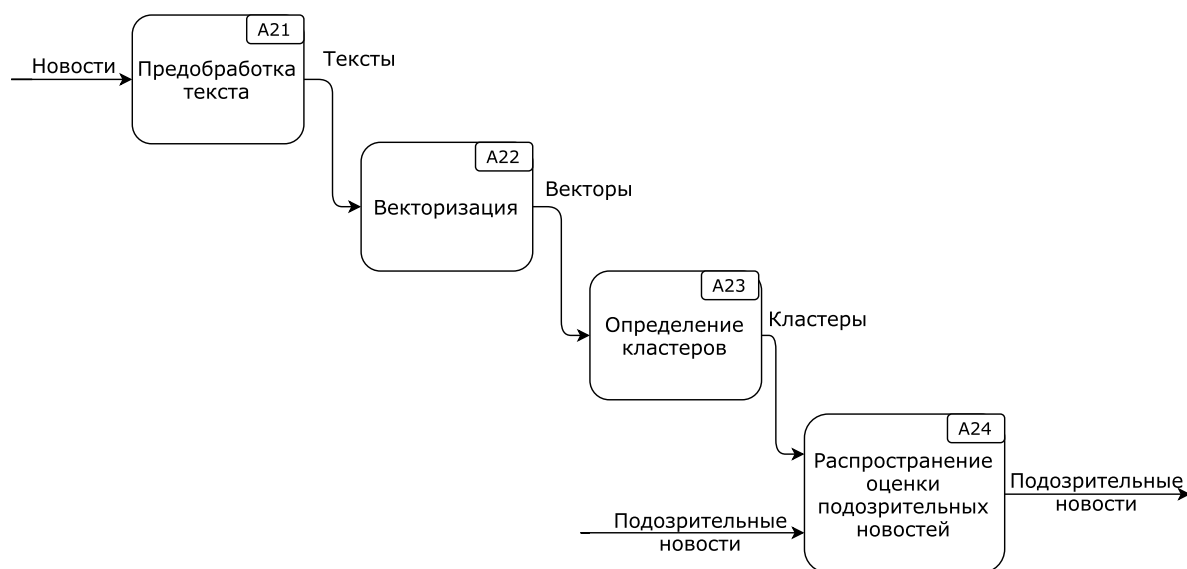 A21
Новости
Предобработка
текста
Тексты
A22
Векторизация
Векторы
A23
Определение
кластеров
Кластеры
A24
Распространение
оценки
подозрительных
новостей
Подозрительные
новости
Подозрительные
новости